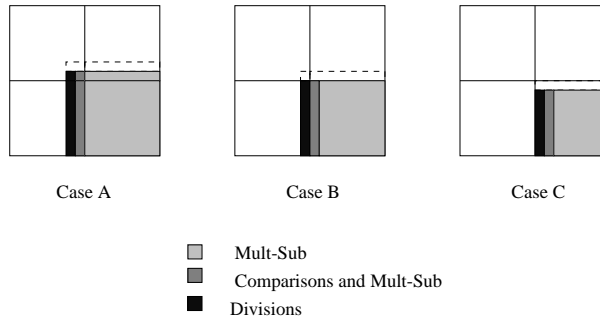 Case A
Case B
Case C
Mult-Sub
Comparisons and Mult-Sub
Divisions